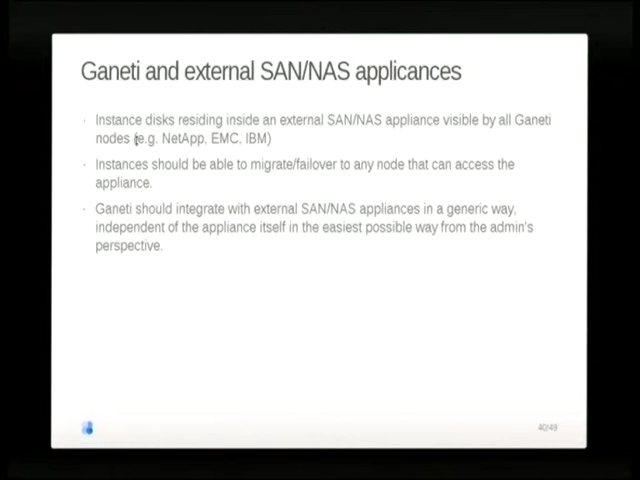 Ganeti and external SAN/NAS applicances
· Instance disks residing inside an external SAN/NAS appliance visible by all Ganeti
nodes (e.g. NetApp, EMC, IBM)
· Instances should be able to migrate/failover to any node that can access the
appliance.
· Ganeti should integrate with external SAN/NAS appliances in a generic way,
independent of the appliance itself in the easiest possible way from the admin's
perspective.
40/49